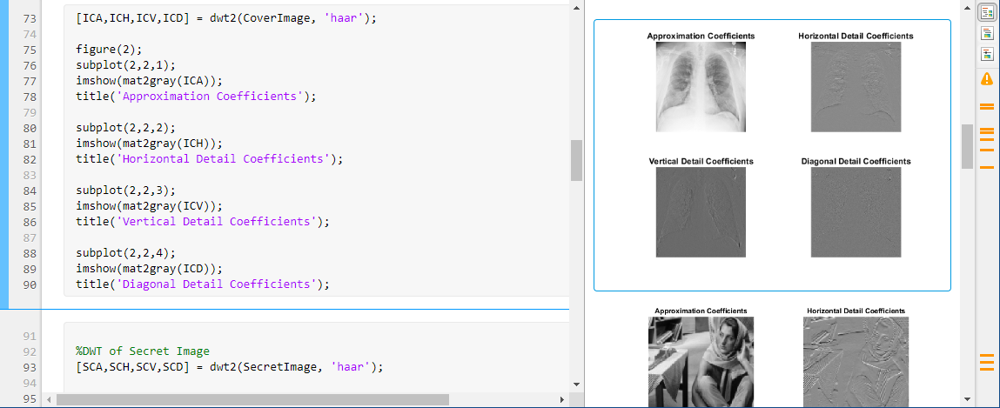 73 [ICA,ICH,ICV,ICD] = dwt2(CoverImage, 'haar');
74
75 figure(2);
76 subplot(2,2,1);
77 imshow(mat2gray(ICA));
78 title('Approximation Coefficients');
79
80 subplot(2,2,2);
81 imshow(mat2gray(ICH));
82 title('Horizontal Detail Coefficients');
83
84 subplot(2,2,3);
85 imshow(mat2gray(ICV));
86 title('Vertical Detail Coefficients');
87
88 subplot(2,2,4);
89 imshow(mat2gray(ICD));
90 title('Diagonal Detail Coefficients');
91
92 %DWT of Secret Image
93 [SCA,SCH,SCV,SCD] = dwt2(SecretImage, 'haar');
94
95
Approximation Coefficients
Horizontal Detail Coefficients
Vertical Detail Coefficients
Diagonal Detail Coefficients
Approximation Coefficients
Horizontal Detail Coefficients